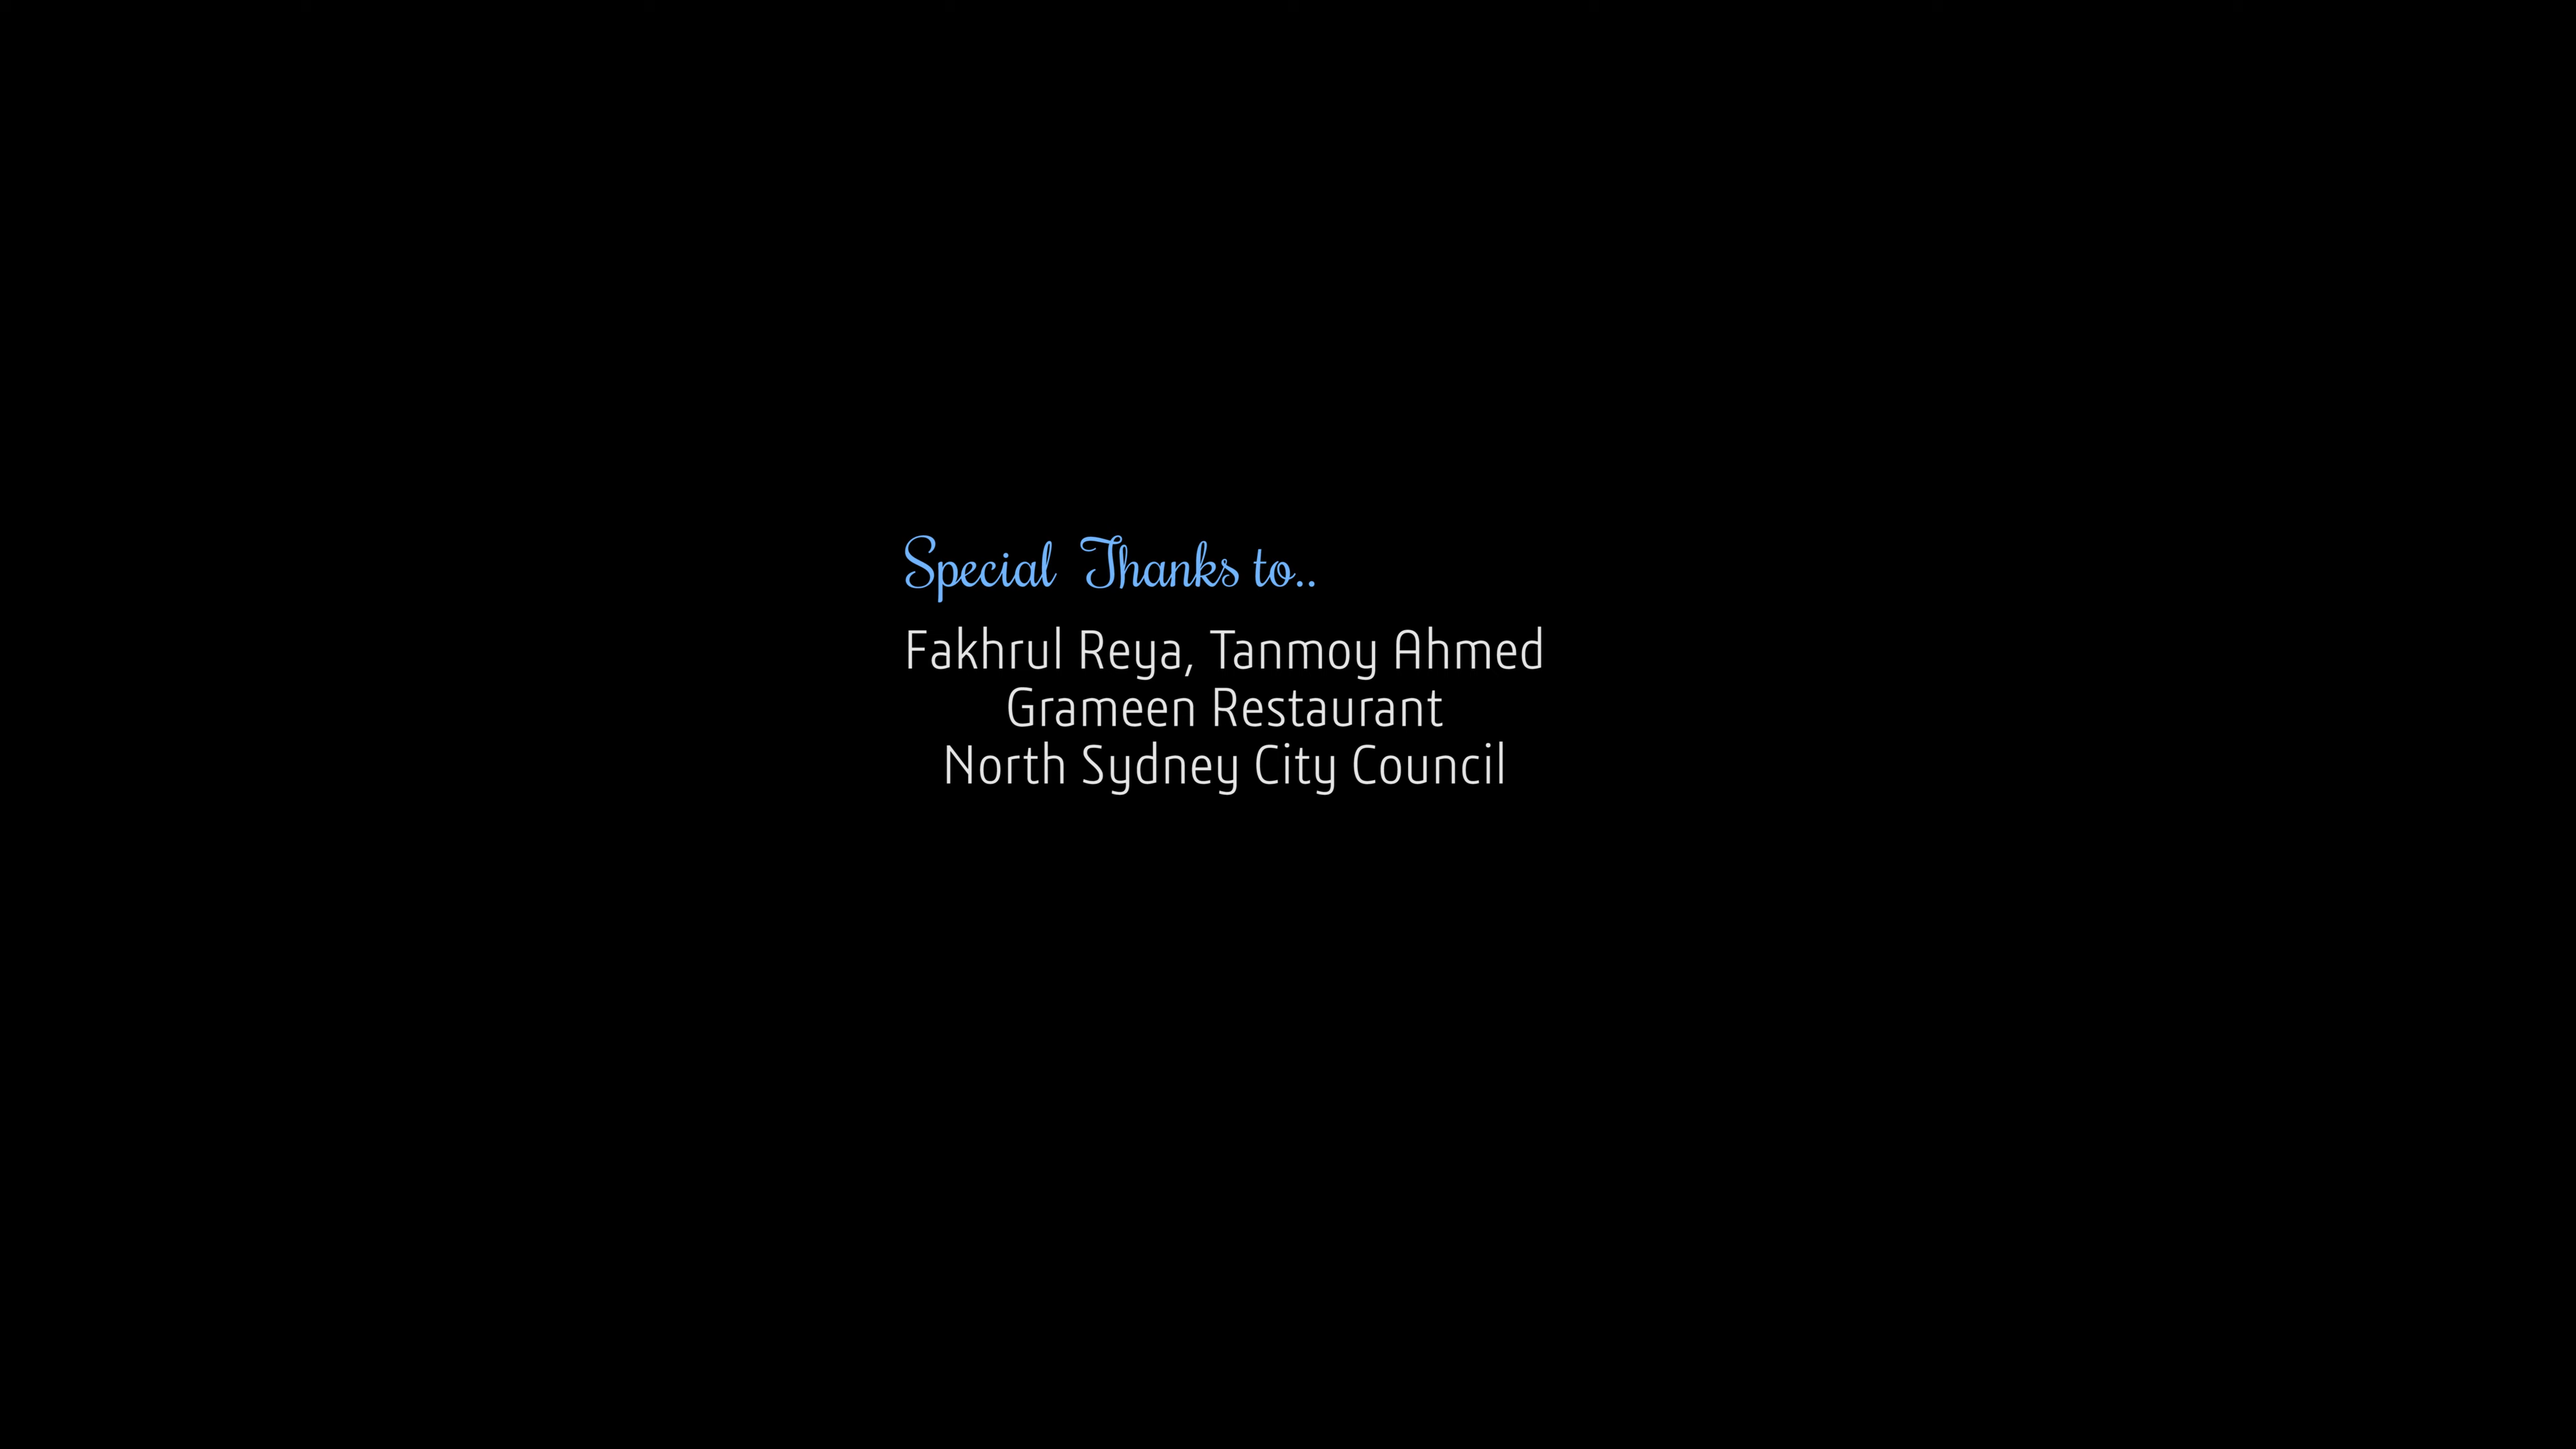 Special Thanks to..
Fakhrul Reya, Tanmoy Ahmed
Grameen Restaurant
North Sydney City Council